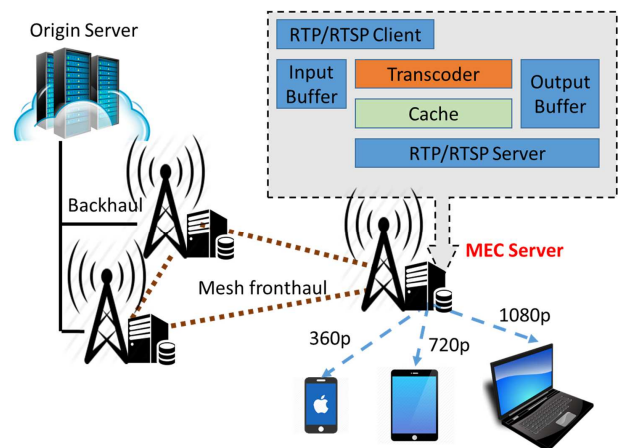 Origin Server
RTP/RTSP Client
Input
Buffer
Transcoder
Cache
Output
Buffer
RTP/RTSP Server
Backhaul
MEC Server
Mesh fronthaul
360p
720p
1080p